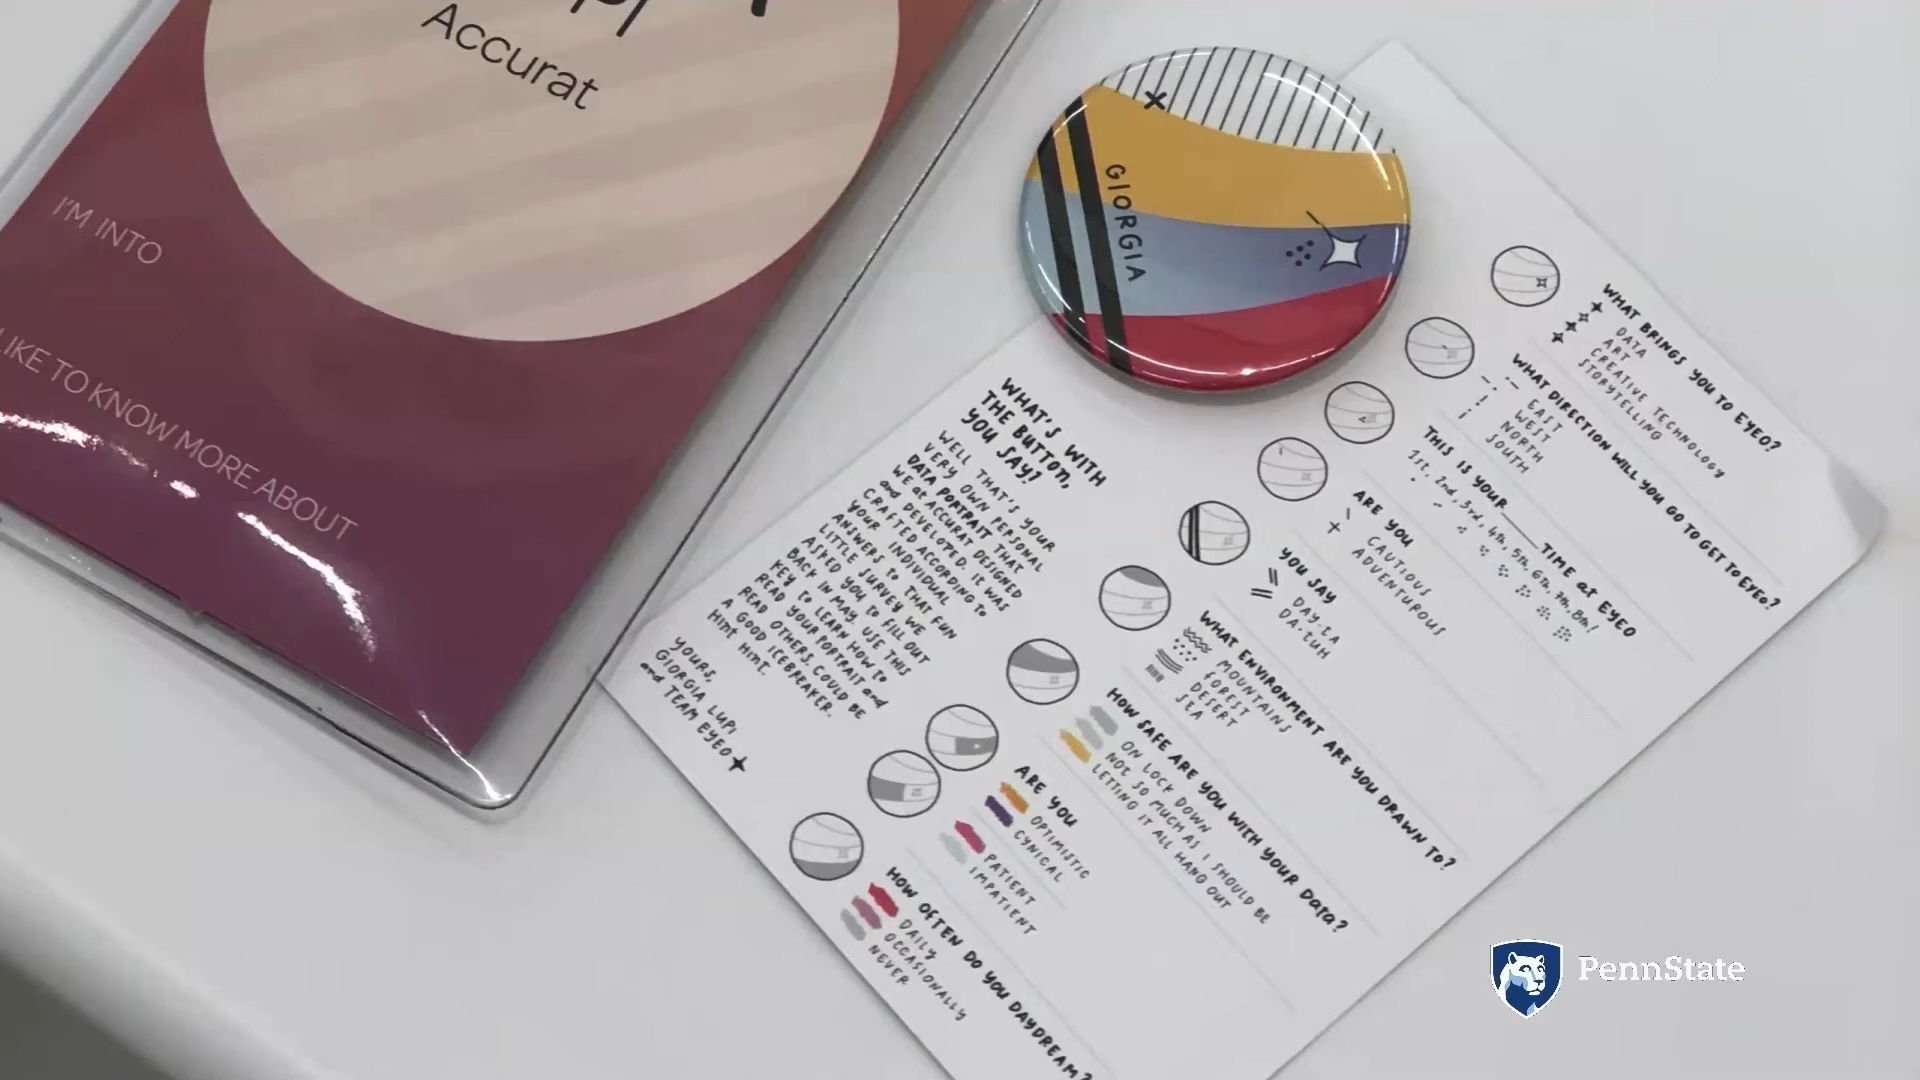 Accurat
I'M INTO
LIKE TO KNOW MORE ABOUT
GIORGIA
WHAT'S WITH
THE BUTTON,
YOU SAY?
WELL THAT'S YOUR
VERY OWN PERSONAL
DATA PORTRAIT THAT
WE at ACCURAT DESIGNED
and DEVELOPED. IT WAS
CRAFTED ACCORDING to
YOUR INDIVIDUAL
ANSWERS to THAT FUN
LITTLE SURVEY WE
ASKED YOU to FILL OUT
BACK IN MAY. USE THIS
KEY to LEARN HOW to
READ YOUR PORTRAIT and
READ OTHERS. COULD BE
A GOOD ICEBREAKER.
HINT HINT.
YOURS,
GIORGIA LUPI
and TEAM EYEO
WHAT BRINGS YOU TO EYEO?
DATA
ART
CREATIVE TECHNOLOGY
STORYTELLING
WHAT DIRECTION WILL YOU GO TO GET TO EYEO?
EAST
WEST
NORTH
SOUTH
THIS IS YOUR ____ TIME at EYEO
1st, 2nd, 3rd, 4th, 5th, 6th, 7th, 8th!
ARE YOU
CAUTIOUS
ADVENTUROUS
YOU SAY
DAY.TA
DA.TUH
WHAT ENVIRONMENT ARE YOU DRAWN TO?
MOUNTAINS
FOREST
DESERT
SEA
HOW SAFE ARE YOU WITH YOUR DATA?
ON LOCK DOWN
NOT SO MUCH AS I SHOULD BE
LETTING IT ALL HANG OUT
ARE YOU
OPTIMISTIC
CYNICAL
PATIENT
IMPATIENT
HOW OFTEN DO YOU DAYDREAM?
DAILY
OCCASIONALLY
NEVER
PennState